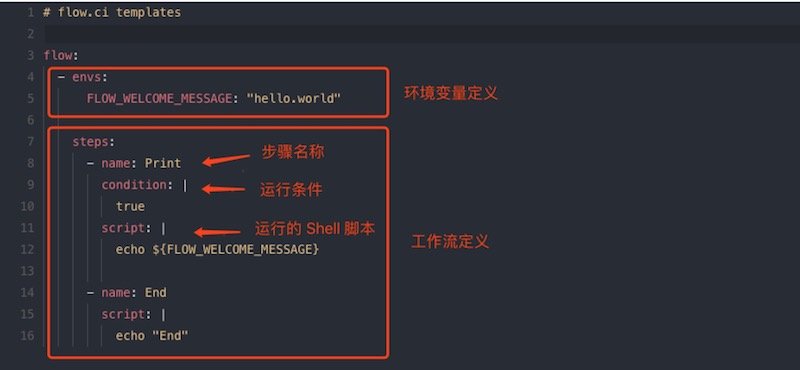 1 # flow.ci templates
2
3 flow:
4 - envs: 环境变量定义
5 FLOW_WELCOME_MESSAGE: "hello.world"
6
7 steps:
8 - name: Print 步骤名称
9 condition: | 运行条件
10 true
11 script: | 运行的 Shell 脚本
12 echo ${FLOW_WELCOME_MESSAGE} 工作流定义
13
14 - name: End
15 script: |
16 echo "End"